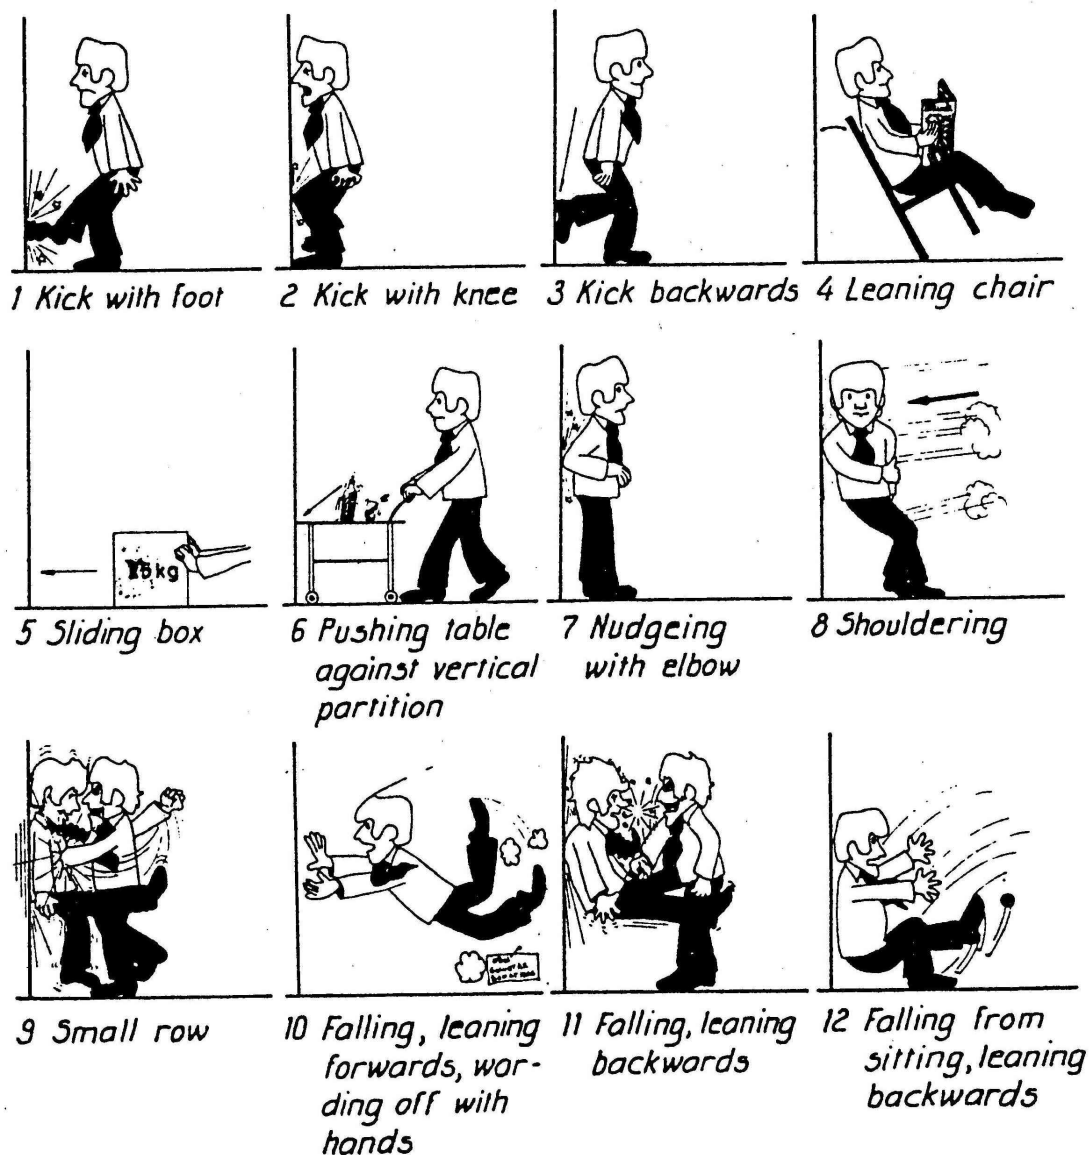 1 Kick with foot
2 Kick with knee
3 Kick backwards
4 Leaning chair
kg
5 Sliding box
6 Pushing table
against vertical
partition
7 Nudgeing
with elbow
8 Shouldering
9 Small row
10 Falling, leaning
forwards, war-
ding off with
hands
11 Falling, leaning
backwards
12 Falling from
sitting, leaning
backwards